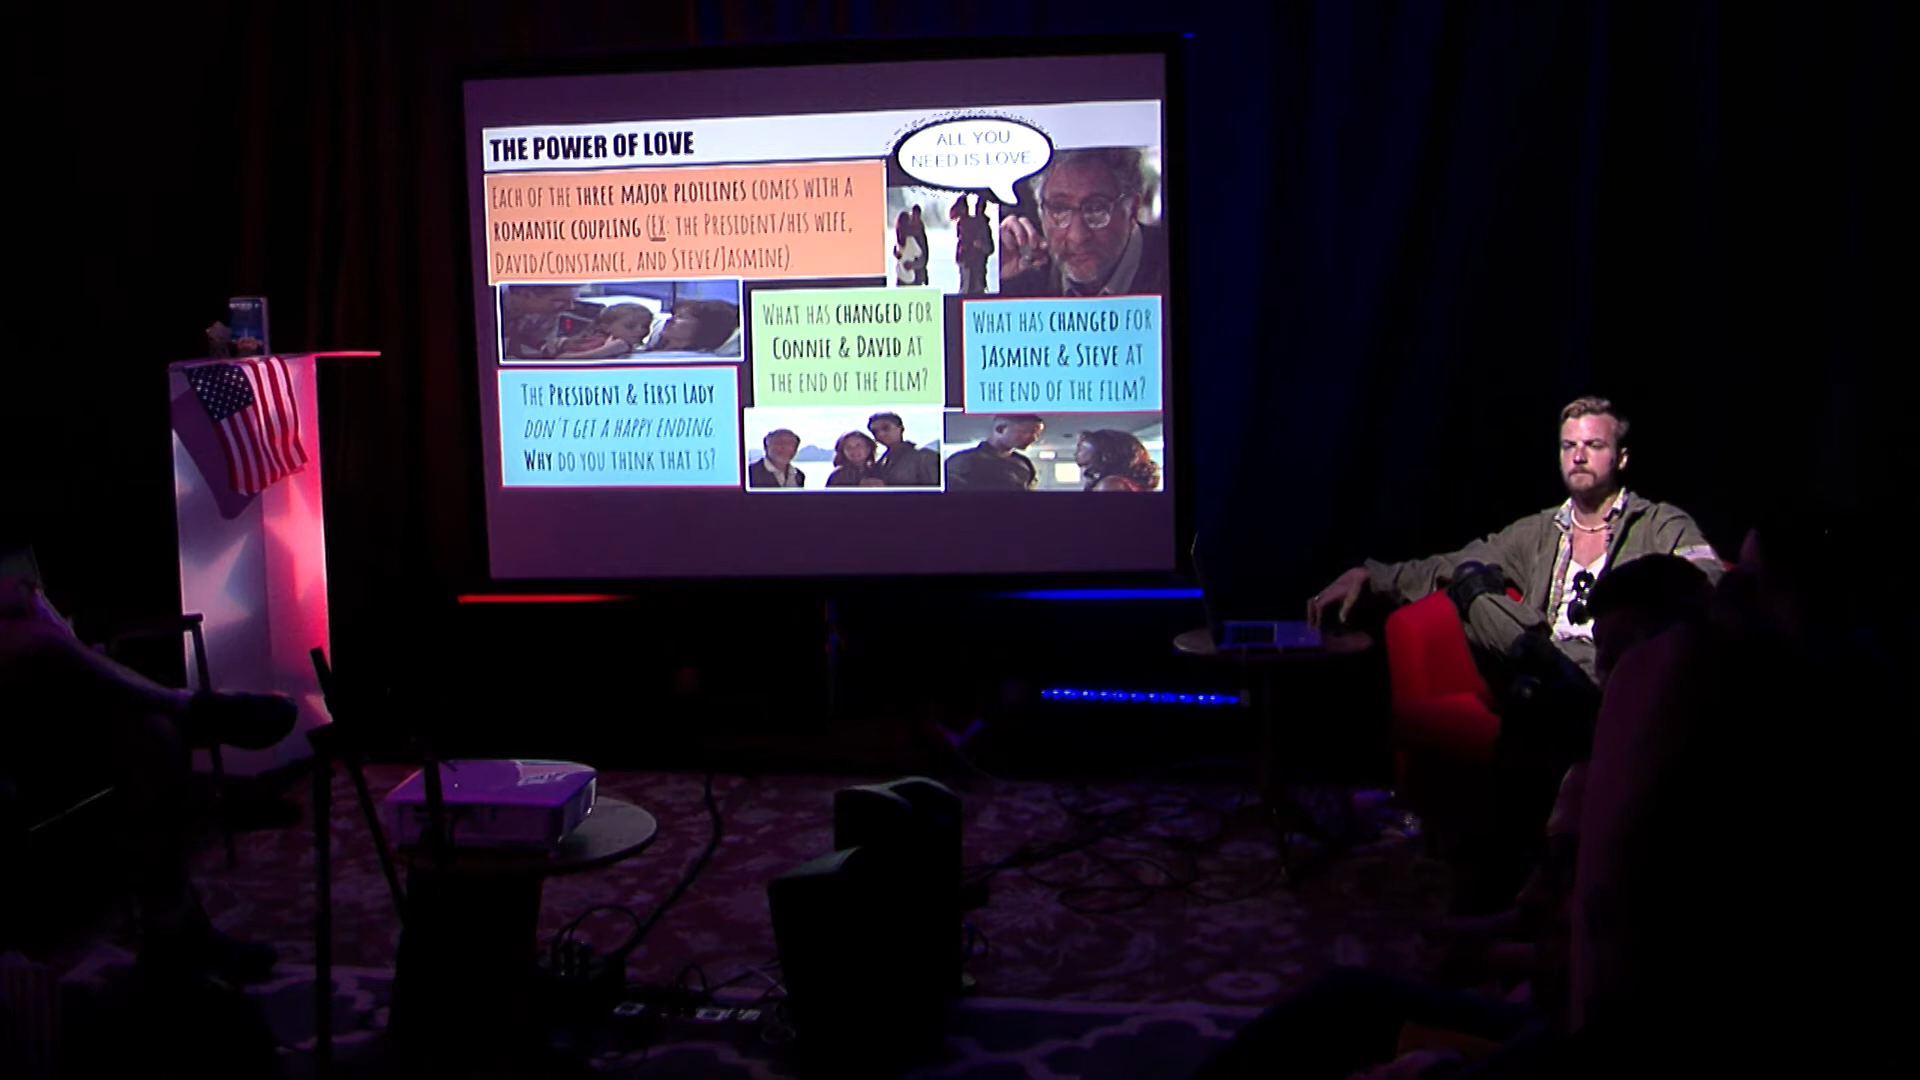 THE POWER OF LOVE
ALL YOU
NEED IS LOVE.
EACH OF THE THREE MAJOR PLOTLINES COMES WITH A
ROMANTIC COUPLING (EX: THE PRESIDENT/HIS WIFE,
DAVID/CONSTANCE, AND STEVE/JASMINE).
THE PRESIDENT & FIRST LADY
DON'T GET A HAPPY ENDING.
WHY DO YOU THINK THAT IS?
WHAT HAS CHANGED FOR
CONNIE & DAVID AT
THE END OF THE FILM?
WHAT HAS CHANGED FOR
JASMINE & STEVE AT
THE END OF THE FILM?